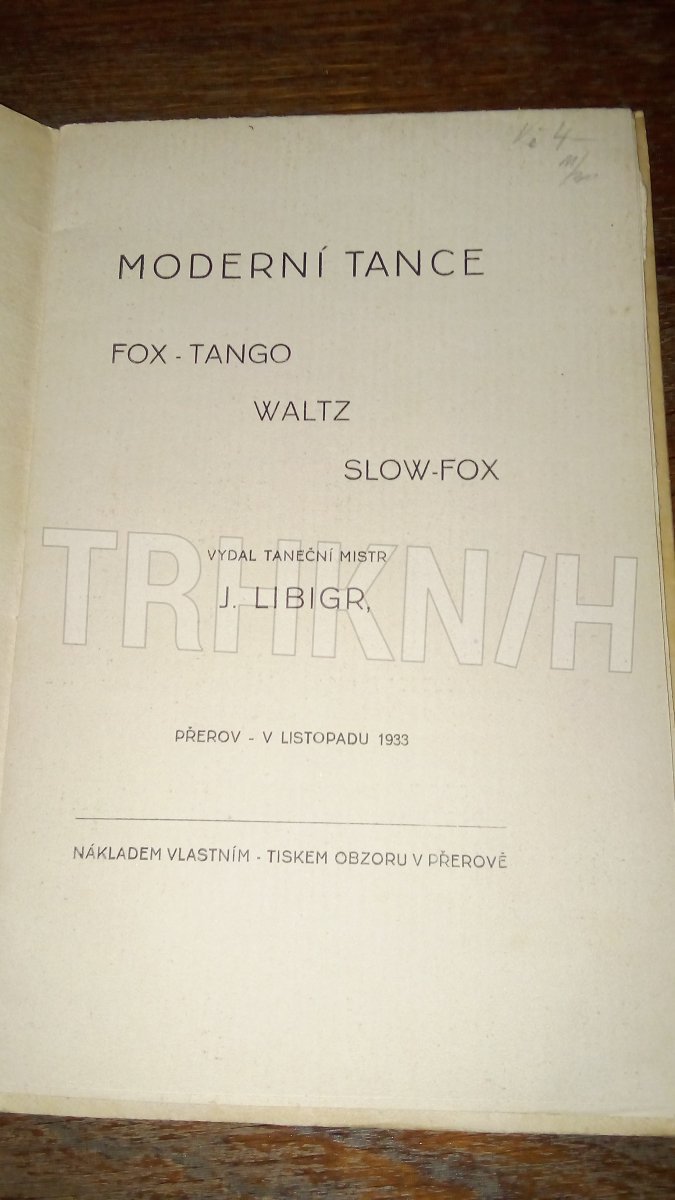 MODERNÍ TANCE
FOX - TANGO
WALTZ
SLOW-FOX
VYDAL TANEČNÍ MISTR
J. LIBIGR,
TRHKNIH
PŘEROV - V LISTOPADU 1933
NÁKLADEM VLASTNÍM - TISKEM OBZORU V PŘEROVĚ